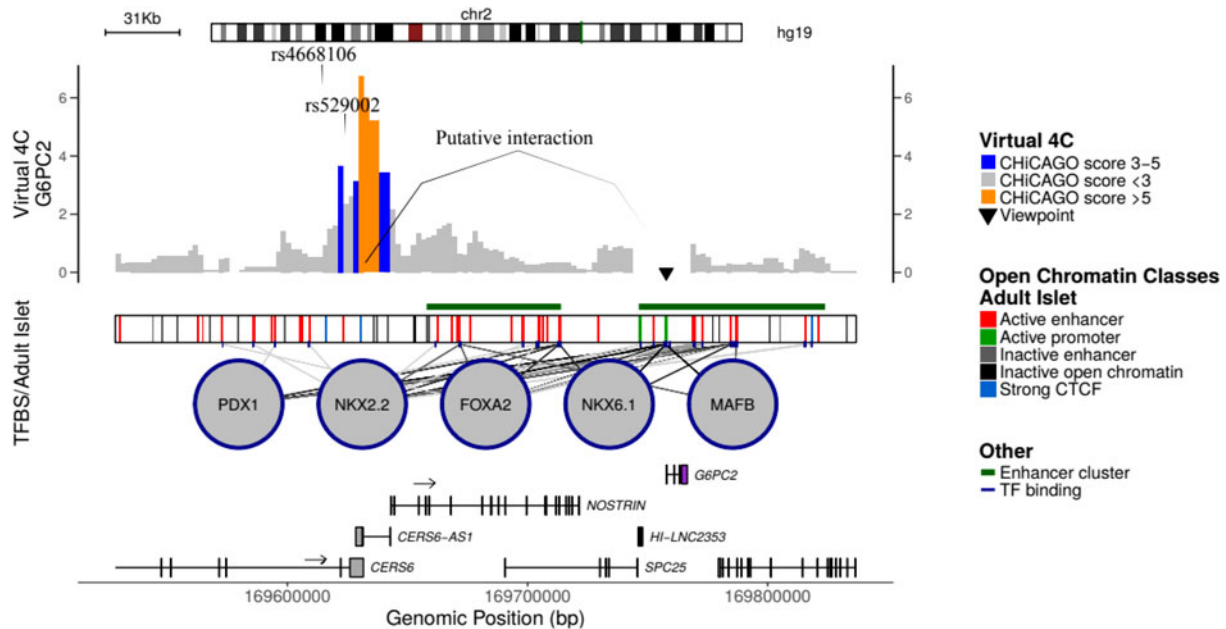 31Kb
chr2
hg19
rs4668106
rs529002
Putative interaction
Virtual 4C
G6PC2
6
4
2
0
6
4
2
0
Virtual 4C
CHiCAGO score 3-5
CHiCAGO score <3
CHiCAGO score >5
Viewpoint
Open Chromatin Classes
Adult Islet
Active enhancer
Active promoter
Inactive enhancer
Inactive open chromatin
Strong CTCF
Other
Enhancer cluster
TF binding
TFBS/Adult Islet
PDX1
NKX2.2
FOXA2
NKX6.1
MAFB
G6PC2
NOSTRIN
CERS6-AS1
HI-LNC2353
CERS6
SPC25
169600000
169700000
169800000
Genomic Position (bp)